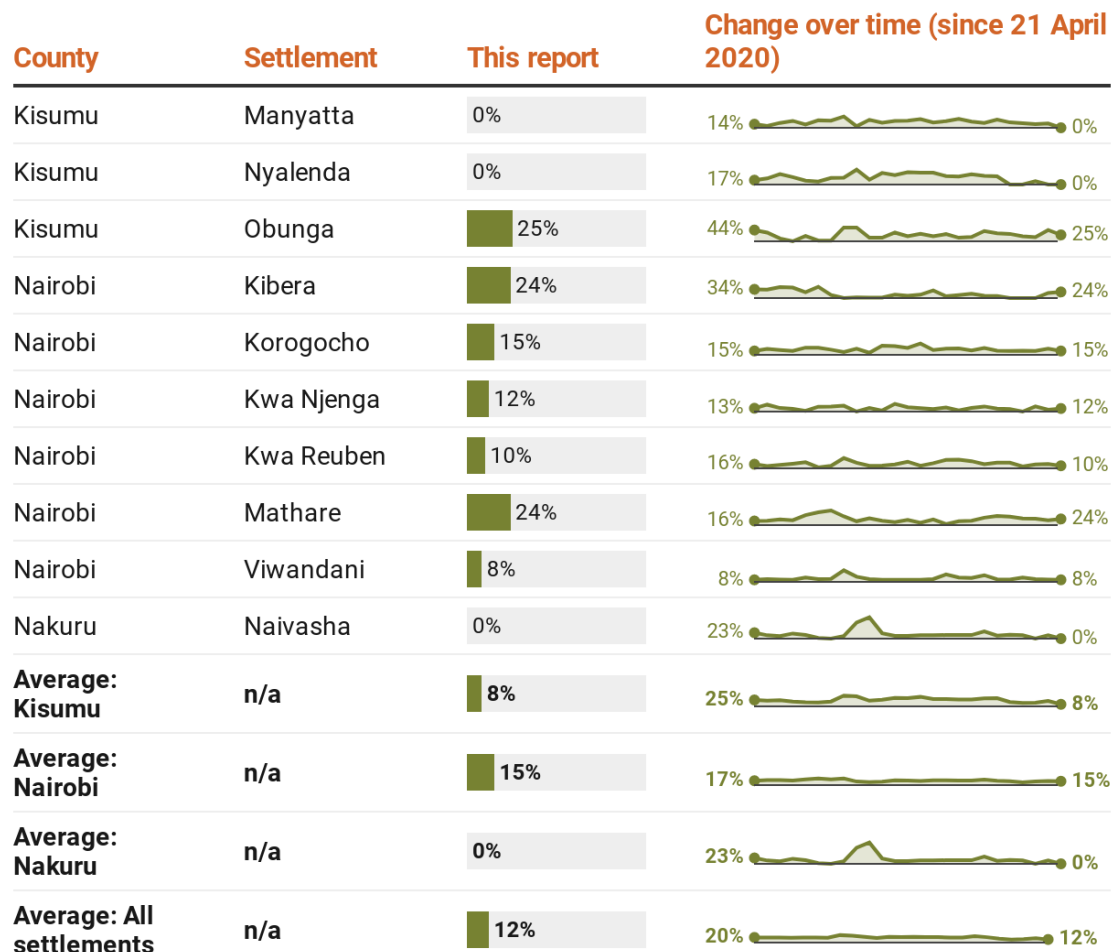 County Settlement This report Change over time (since 21 April
2020)
Kisumu Manyatta 0% 14% 0%
Kisumu Nyalenda 0% 17% 0%
Kisumu Obunga 25% 44% 25%
Nairobi Kibera 24% 34% 24%
Nairobi Korogocho 15% 15% 15%
Nairobi Kwa Njenga 12% 13% 12%
Nairobi Kwa Reuben 10% 16% 10%
Nairobi Mathare 24% 16% 24%
Nairobi Viwandani 8% 8% 8%
Nakuru Naivasha 0% 23% 0%
Average:
Kisumu n/a 8% 25% 8%
Average:
Nairobi n/a 15% 17% 15%
Average:
Nakuru n/a 0% 23% 0%
Average: All
settlements n/a 12% 20% 12%